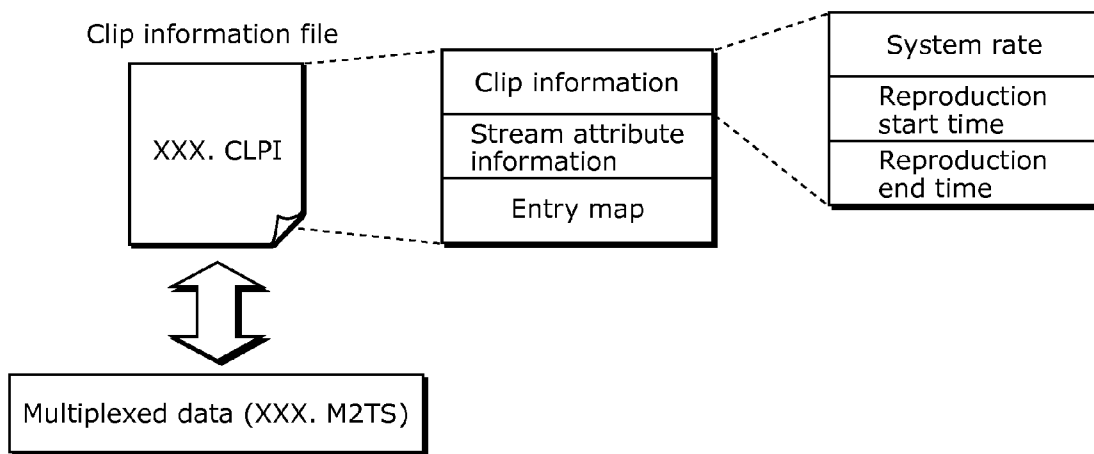 Clip information file
XXX. CLPI
Clip information
Stream attribute
information
Entry map
System rate
Reproduction
start time
Reproduction
end time
Multiplexed data (XXX. M2TS)